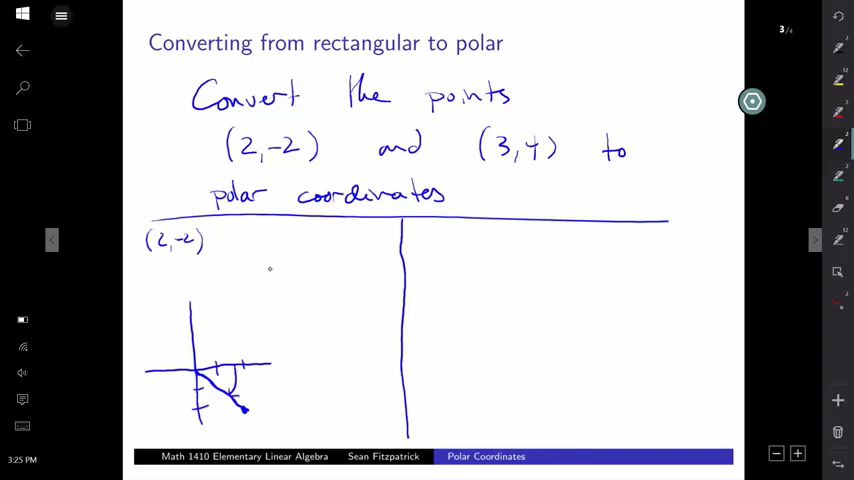 3/4
Converting from rectangular to polar
Convert the points
(2,-2) and (3,4) to
polar coordinates
(2,-2)
Math 1410 Elementary Linear Algebra Sean Fitzpatrick Polar Coordinates
3:25 PM